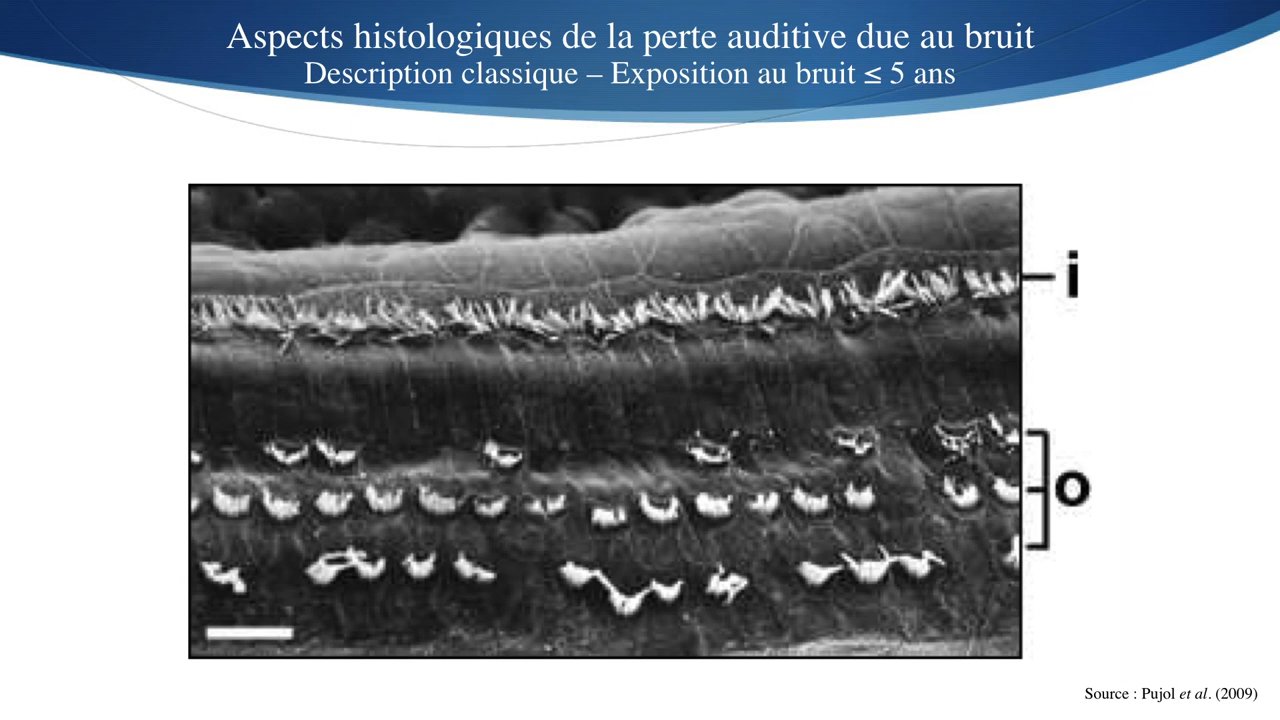 Aspects histologiques de la perte auditive due au bruit
Description classique – Exposition au bruit ≤ 5 ans
i
o
Source : Pujol et al. (2009)